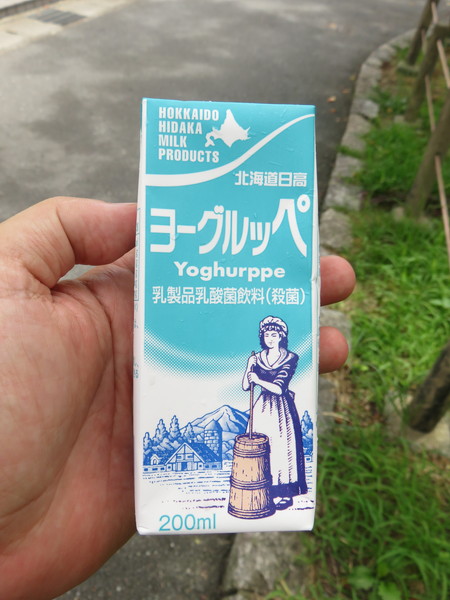 HOKKAIDO
HIDAKA
MILK
PRODUCTS
北海道日高
ヨーグルッペ
Yoghurppe
乳製品乳酸菌飲料(殺菌)
200ml